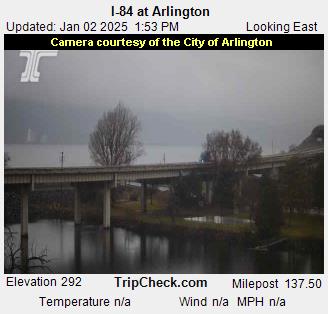 I-84 at Arlington
Updated: Jan 02 2025 1:53 PM Looking East
Camera courtesy of the City of Arlington
Elevation 292 TripCheck.com Milepost 137.50
Temperature n/a Wind n/a MPH n/a